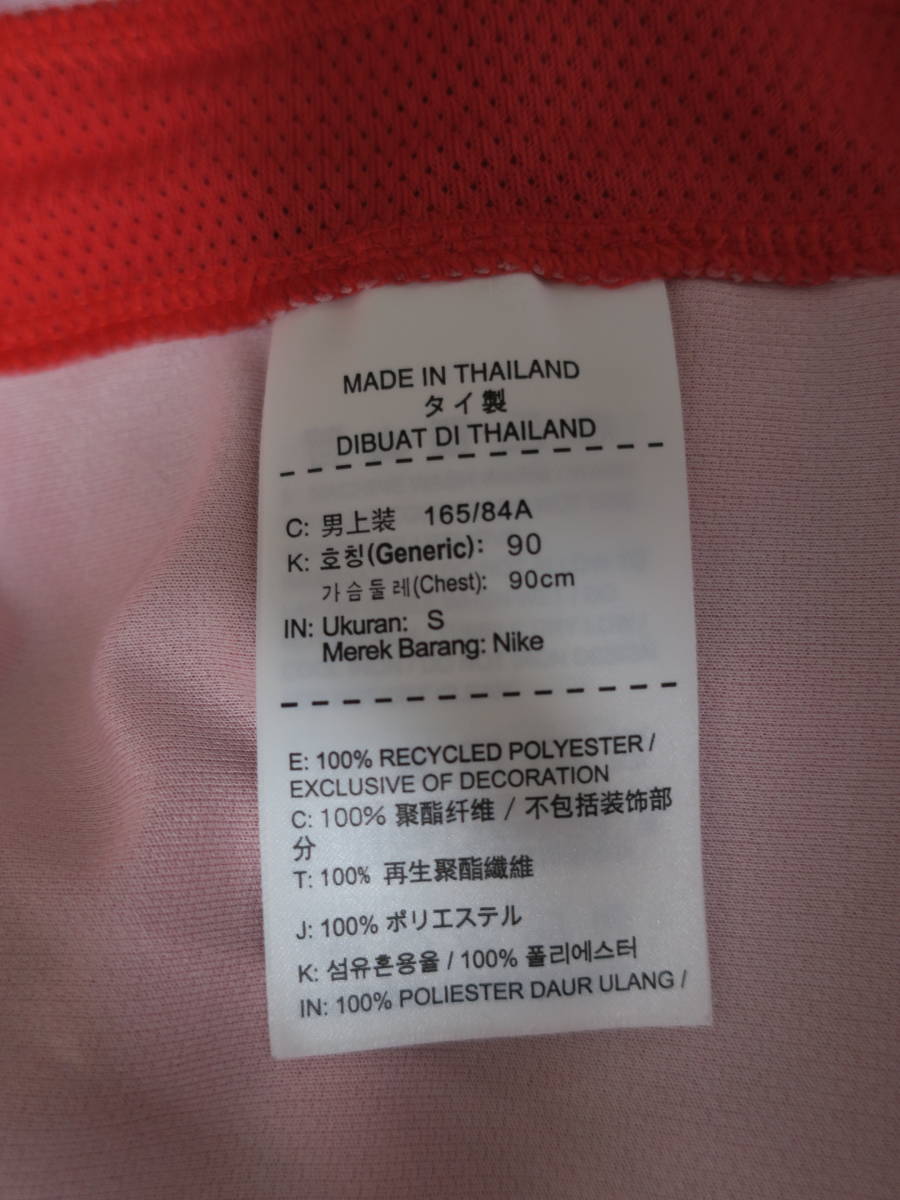 MADE IN THAILAND
タイ製
DIBUAT DI THAILAND
C: 男上装 165/84A
K: 호칭(Generic): 90
가슴둘레(Chest): 90cm
IN: Ukuran: S
Merek Barang: Nike
E: 100% RECYCLED POLYESTER /
EXCLUSIVE OF DECORATION
C: 100% 聚酯纤维 / 不包括装饰部
分
T: 100% 再生聚酯纖維
J: 100% ポリエステル
K: 섬유혼용율 / 100% 폴리에스터
IN: 100% POLIESTER DAUR ULANG /